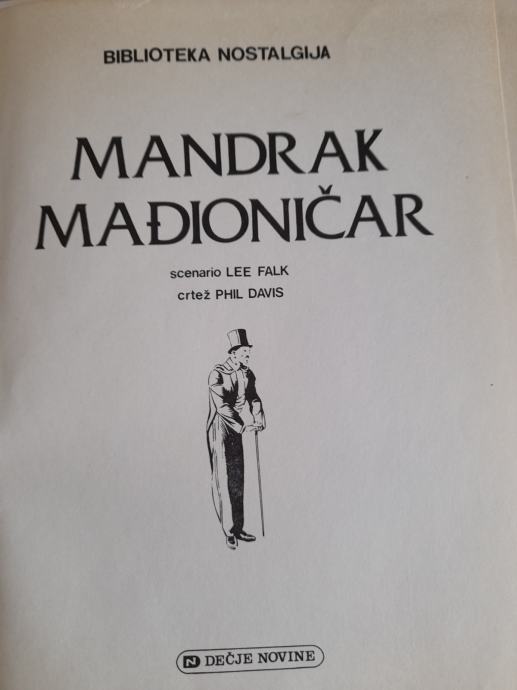 BIBLIOTEKA NOSTALGIJA
MANDRAK
MAĐIONIČAR
scenario LEE FALK
crtež PHIL DAVIS
N DEČJE NOVINE